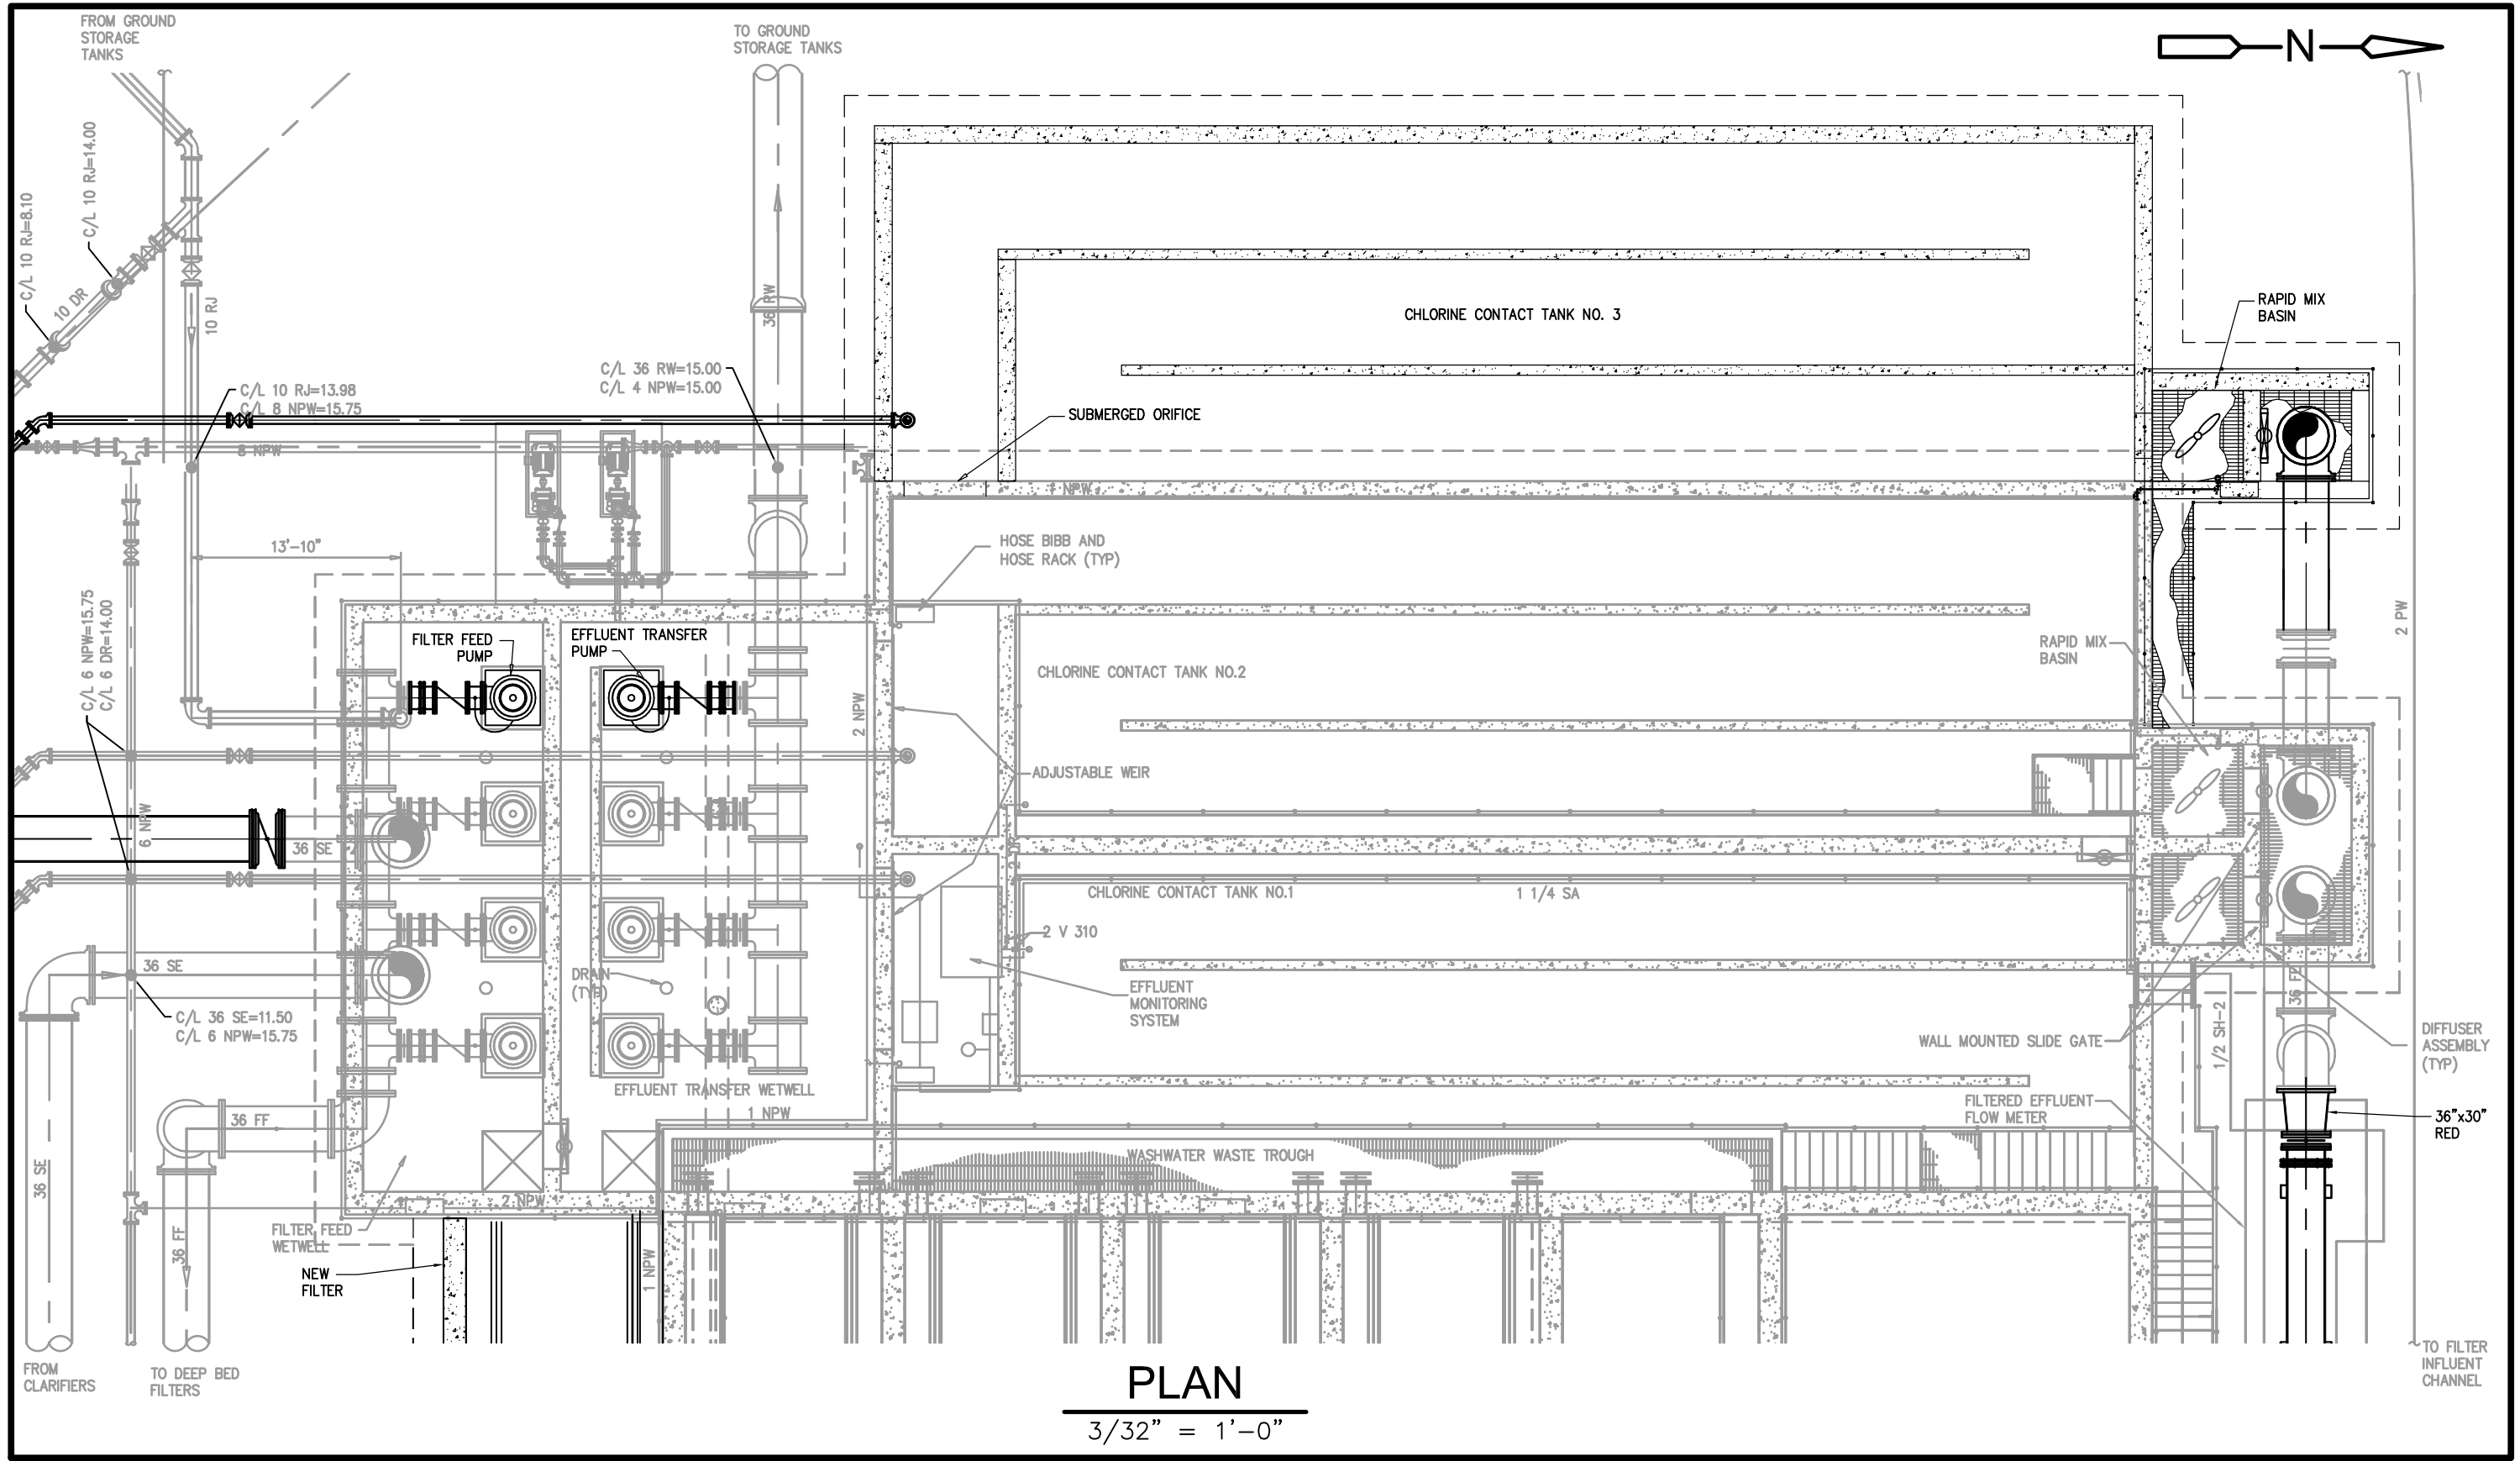 FROM GROUND
STORAGE
TANKS
TO GROUND
STORAGE TANKS
N
C/L 10 RJ=8.10
C/L 10 RJ=14.00
10 DR
10 RJ
36 RW
C/L 10 RJ=13.98
C/L 8 NPW=15.75
C/L 36 RW=15.00
C/L 4 NPW=15.00
8 NPW
CHLORINE CONTACT TANK NO. 3
RAPID MIX
BASIN
SUBMERGED ORIFICE
1 NPW
13'-10"
HOSE BIBB AND
HOSE RACK (TYP)
C/L 6 NPW=15.75
C/L 6 DR=14.00
FILTER FEED
PUMP
EFFLUENT TRANSFER
PUMP
2 NPW
CHLORINE CONTACT TANK NO.2
RAPID MIX
BASIN
2 PW
ADJUSTABLE WEIR
6 NPW
36 SE
CHLORINE CONTACT TANK NO.1
1 1/4 SA
2 V 310
36 SE
DRAIN
(TYP)
EFFLUENT
MONITORING
SYSTEM
C/L 36 SE=11.50
C/L 6 NPW=15.75
36 FE
WALL MOUNTED SLIDE GATE
1/2 SH-2
DIFFUSER
ASSEMBLY
(TYP)
EFFLUENT TRANSFER WETWELL
1 NPW
36 FF
FILTERED EFFLUENT
FLOW METER
36"x30"
RED
WASHWATER WASTE TROUGH
36 SE
2 NPW
FILTER FEED
WETWELL
36 FF
NEW
FILTER
1 NPW
FROM
CLARIFIERS
TO DEEP BED
FILTERS
TO FILTER
INFLUENT
CHANNEL
PLAN
3/32" = 1'-0"